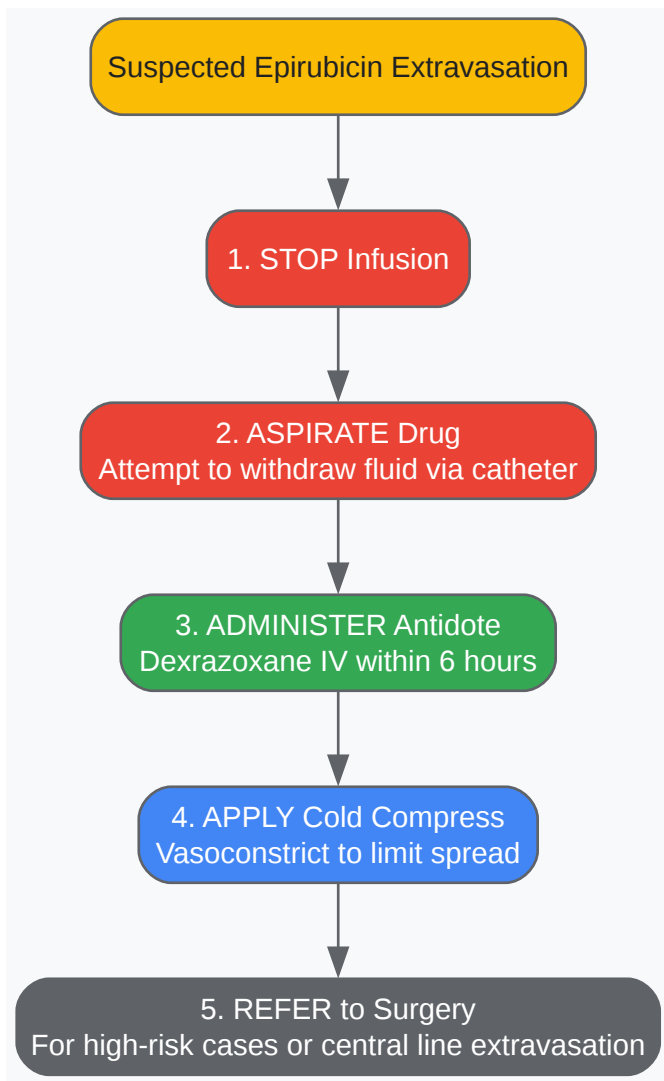 Suspected Epirubicin Extravasation
1. STOP Infusion
2. ASPIRATE Drug
Attempt to withdraw fluid via catheter
3. ADMINISTER Antidote
Dexrazoxane IV within 6 hours
4. APPLY Cold Compress
Vasoconstrict to limit spread
5. REFER to Surgery
For high-risk cases or central line extravasation